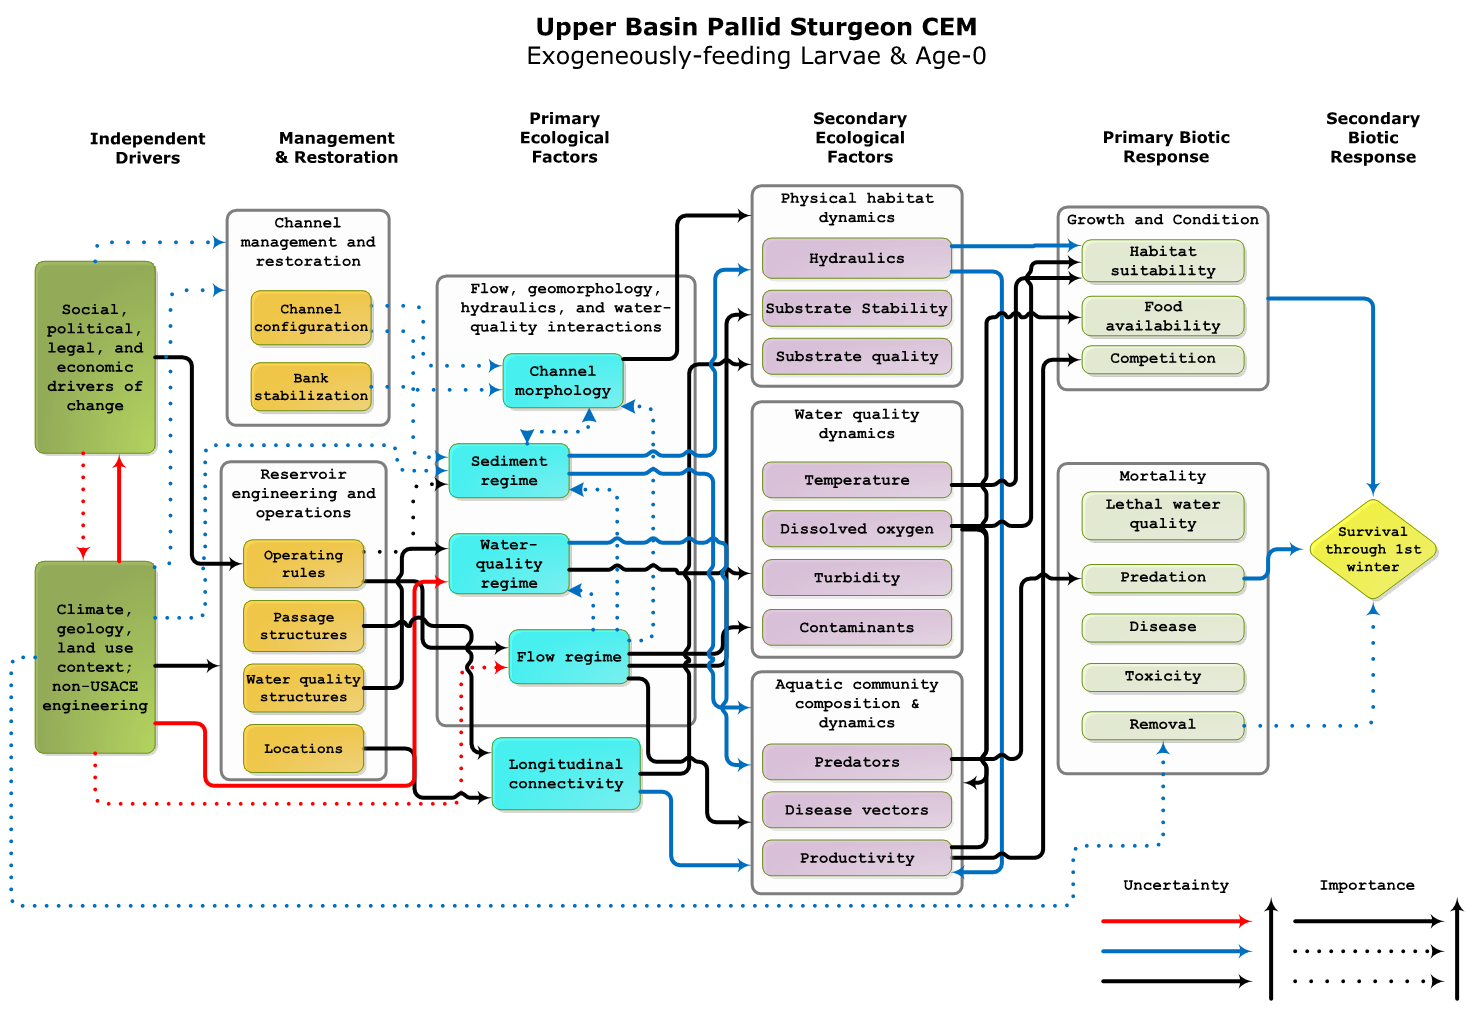 Upper Basin Pallid Sturgeon CEM
Exogeneously-feeding Larvae & Age-0
Independent
Drivers
Management
& Restoration
Primary
Ecological
Factors
Secondary
Ecological
Factors
Primary Biotic
Response
Secondary
Biotic
Response
Social,
political,
legal, and
economic
drivers of
change
Climate,
geology,
land use
context;
non-USACE
engineering
Channel
management and
restoration
Channel
configuration
Bank
stabilization
Reservoir
engineering and
operations
Operating
rules
Passage
structures
Water quality
structures
Locations
Flow, geomorphology,
hydraulics, and water-
quality interactions
Channel
morphology
Sediment
regime
Water-
quality
regime
Flow regime
Longitudinal
connectivity
Physical habitat
dynamics
Hydraulics
Substrate Stability
Substrate quality
Water quality
dynamics
Temperature
Dissolved oxygen
Turbidity
Contaminants
Aquatic community
composition &
dynamics
Predators
Disease vectors
Productivity
Growth and Condition
Habitat
suitability
Food
availability
Competition
Mortality
Lethal water
quality
Predation
Disease
Toxicity
Removal
Survival
through 1st
winter
Uncertainty
Importance